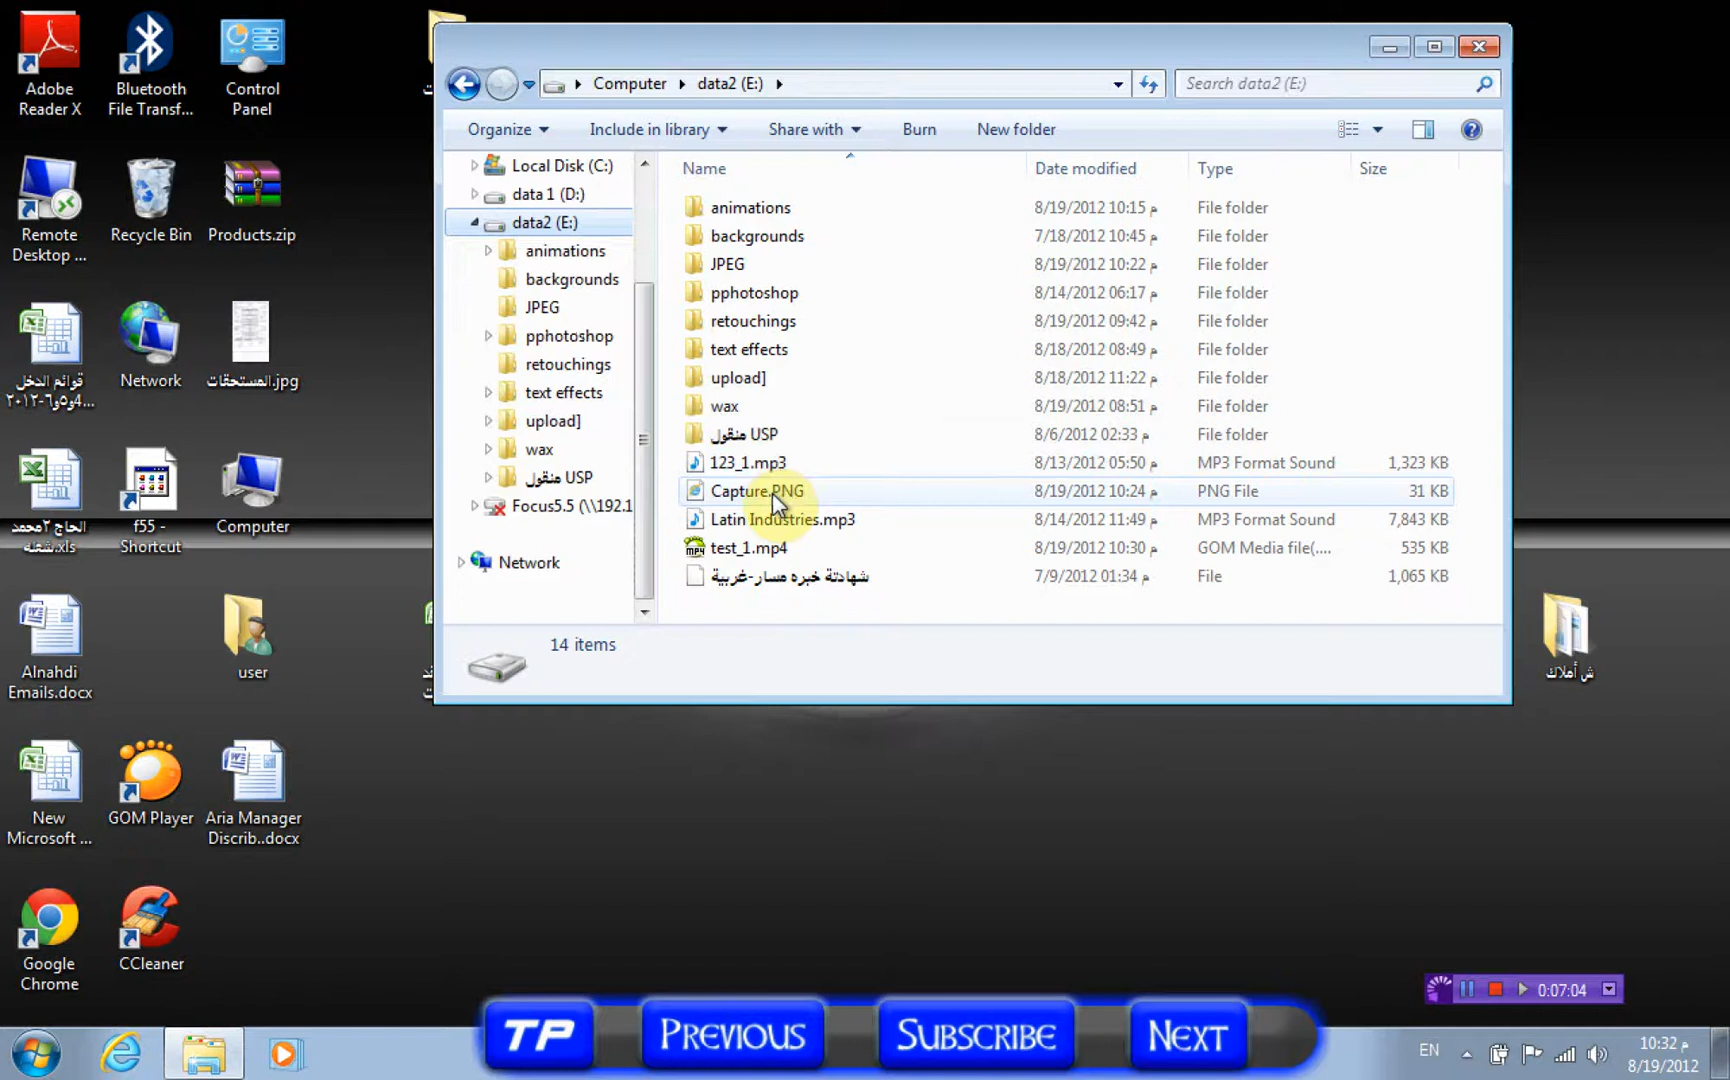 Adobe
Reader X
Bluetooth
File Transf...
Control
Panel
Remote
Desktop ...
Recycle Bin
Products.zip
قوائم الدخل
٤و٥و٦-٢٠١٢...
Network
المستحقات.jpg
الحاج ٢محمد
شعته.xls
f55 -
Shortcut
Computer
Alnahdi
Emails.docx
user
New
Microsoft ...
GOM Player
Aria Manager
Discrib..docx
Google
Chrome
CCleaner
ش أملاك
Computer
data2 (E:)
Search data2 (E:)
Organize
Include in library
Share with
Burn
New folder
Local Disk (C:)
data 1 (D:)
data2 (E:)
animations
backgrounds
JPEG
pphotoshop
retouchings
text effects
upload]
wax
منقول USP
Focus5.5 (\\192.1
Network
Name Date modified Type Size
animations 8/19/2012 10:15 م File folder
backgrounds 7/18/2012 10:45 م File folder
JPEG 8/19/2012 10:22 م File folder
pphotoshop 8/14/2012 06:17 م File folder
retouchings 8/19/2012 09:42 م File folder
text effects 8/18/2012 08:49 م File folder
upload] 8/18/2012 11:22 م File folder
wax 8/19/2012 08:51 م File folder
منقول USP 8/6/2012 02:33 م File folder
123_1.mp3 8/13/2012 05:50 م MP3 Format Sound 1,323 KB
Capture.PNG 8/19/2012 10:24 م PNG File 31 KB
Latin Industries.mp3 8/14/2012 11:49 م MP3 Format Sound 7,843 KB
test_1.mp4 8/19/2012 10:30 م GOM Media file(.... 535 KB
شهادتة خبره مسار-غربية 7/9/2012 01:34 م File 1,065 KB
14 items
0:07:04
TP
PREVIOUS
SUBSCRIBE
NEXT
EN
10:32 م
8/19/2012